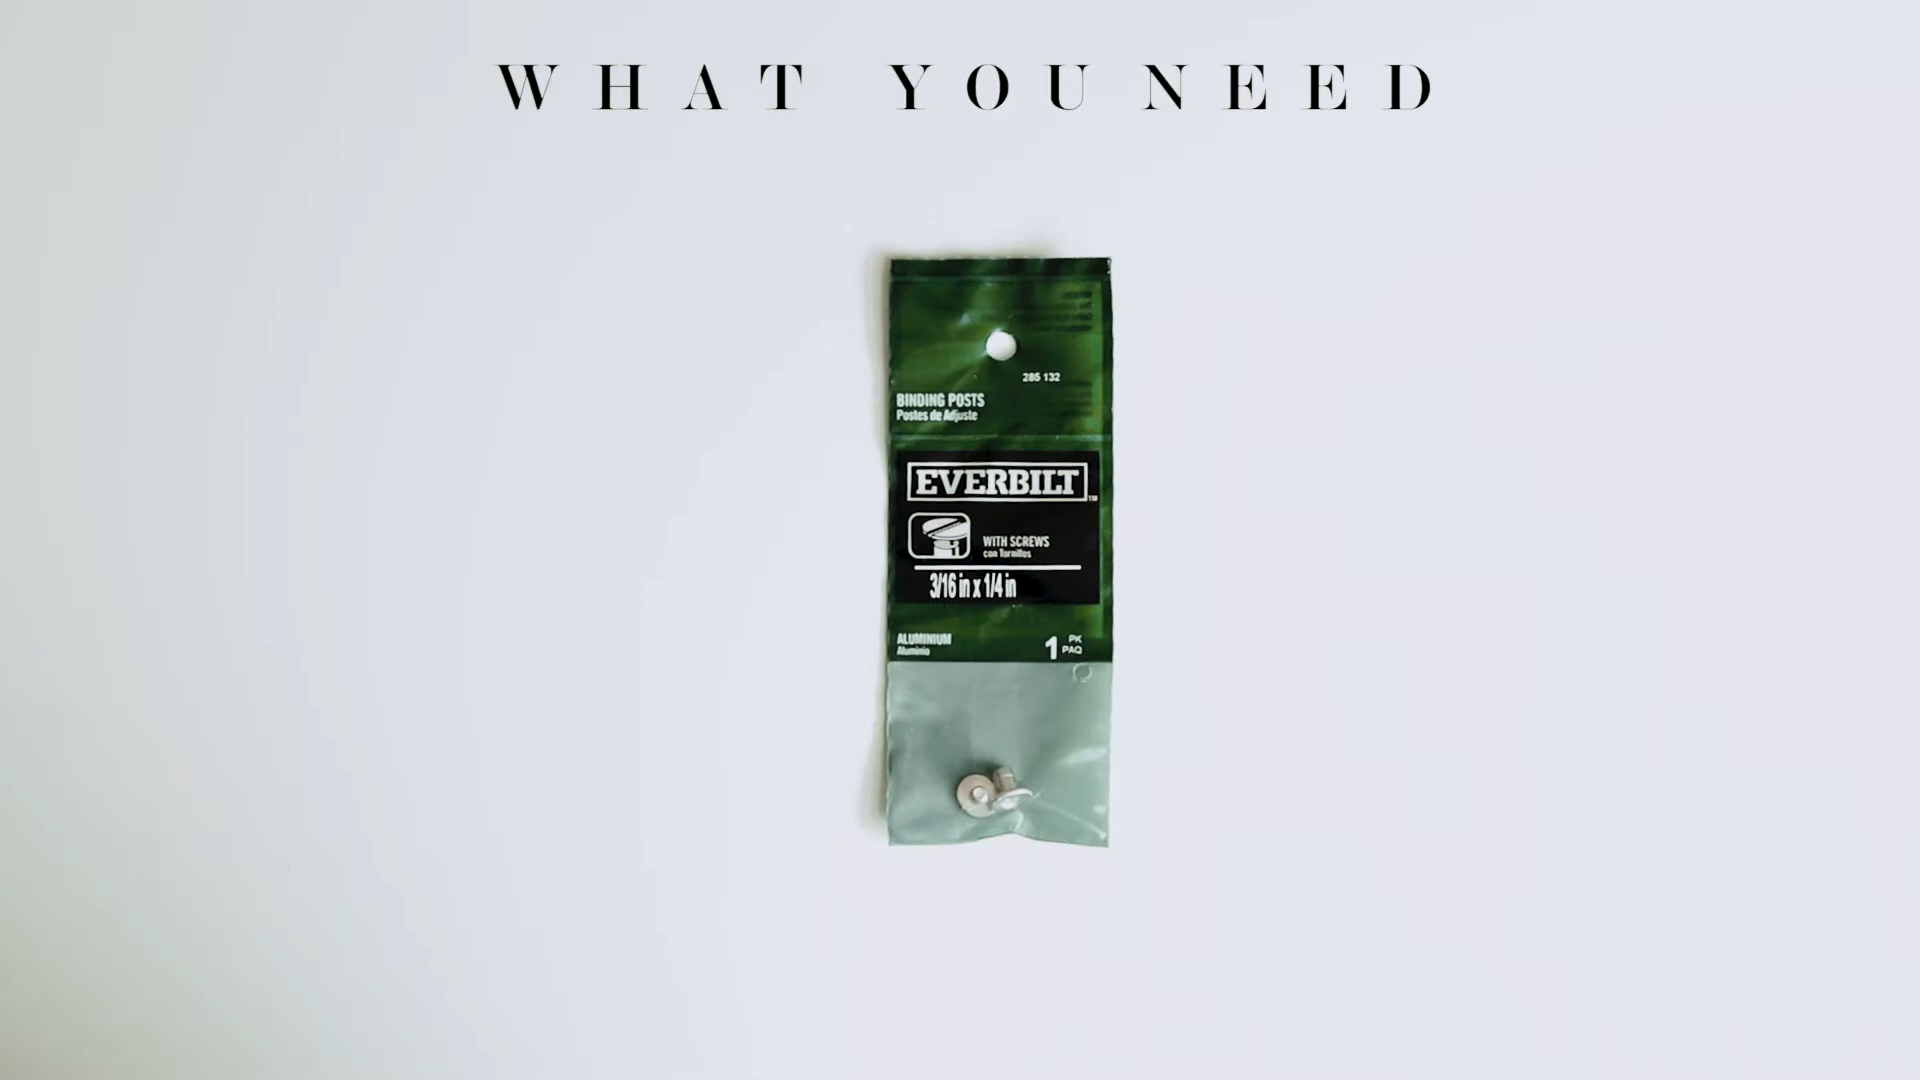 WHAT YOU NEED
285 132
BINDING POSTS
Postes de Adjuste
EVERBILT TM
WITH SCREWS
con Tornillos
3/16 in x 1/4 in
ALUMINIUM
Aluminio
1 PK
PAQ